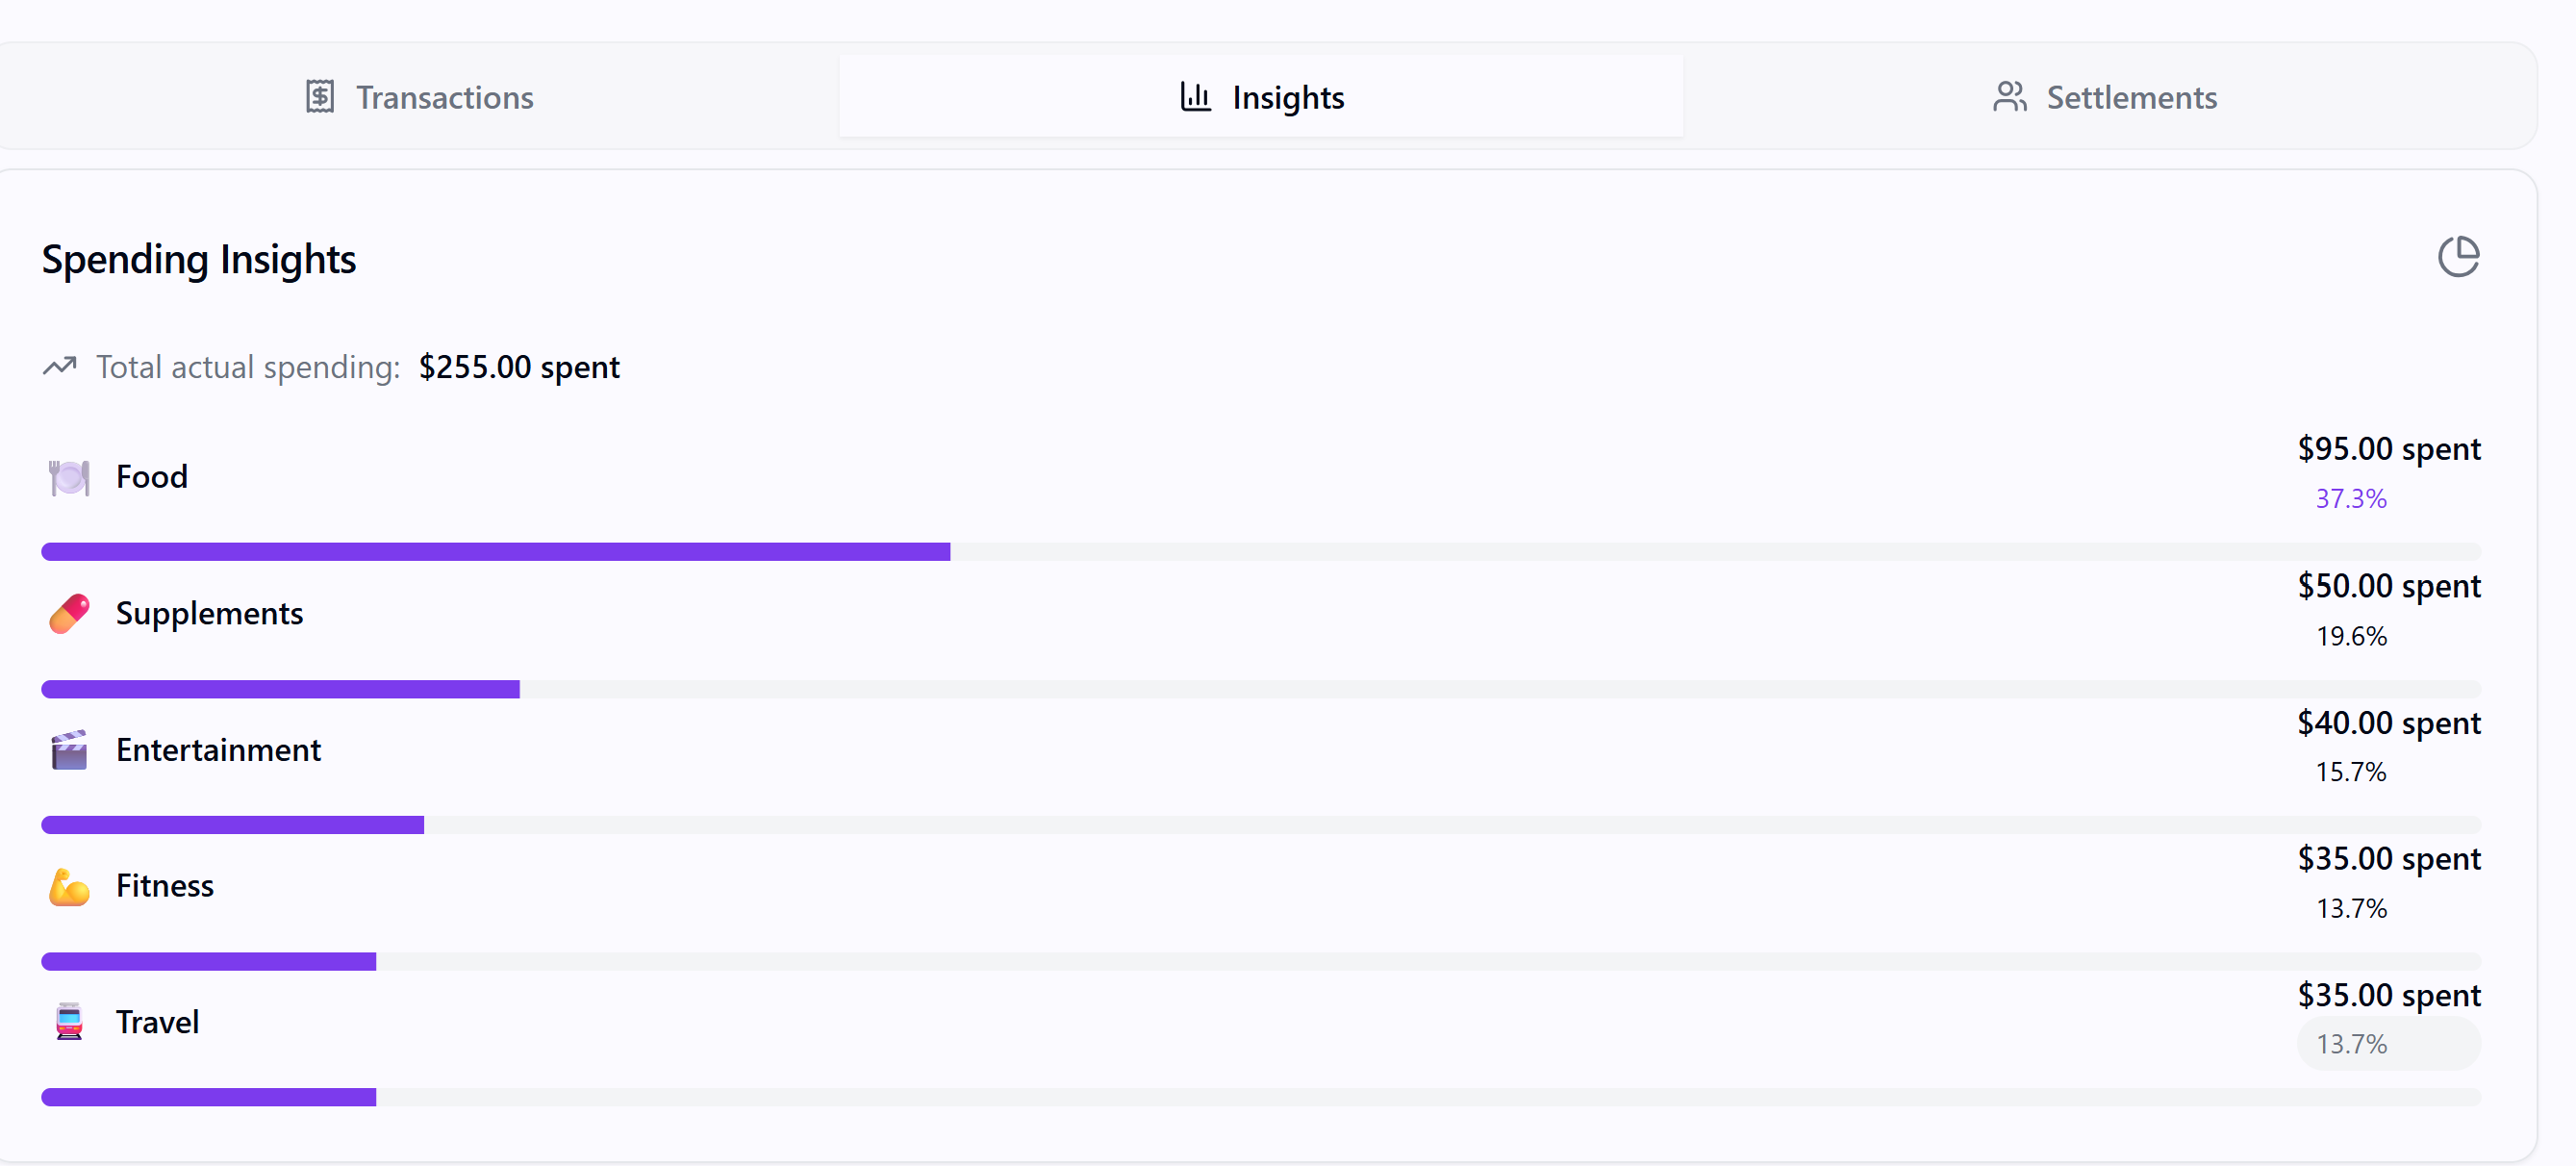 Transactions
Insights
Settlements
Spending Insights
Total actual spending: $255.00 spent
Food
$95.00 spent
37.3%
Supplements
$50.00 spent
19.6%
Entertainment
$40.00 spent
15.7%
Fitness
$35.00 spent
13.7%
Travel
$35.00 spent
13.7%